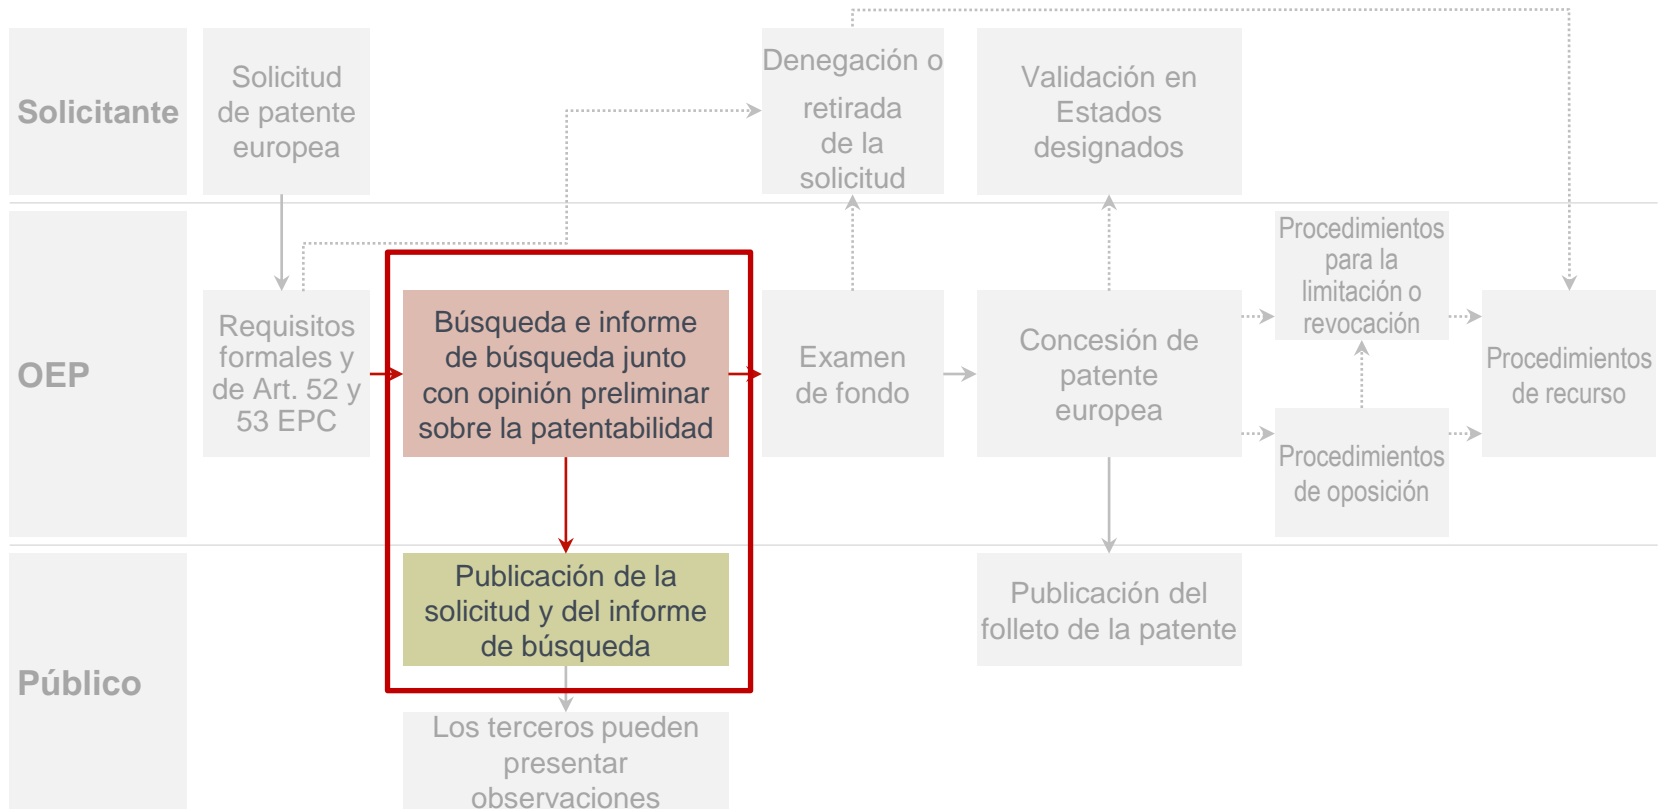 Solicitante
Solicitud
de patente
europea
Denegación o
retirada
de la
solicitud
Validación en
Estados
designados
OEP
Requisitos
formales y
de Art. 52 y
53 EPC
Búsqueda e informe
de búsqueda junto
con opinión preliminar
sobre la patentabilidad
Examen
de fondo
Concesión de
patente
europea
Procedimientos
para la
limitación o
revocación
Procedimientos
de oposición
Procedimientos
de recurso
Público
Publicación de la
solicitud y del informe
de búsqueda
Publicación del
folleto de la patente
Los terceros pueden
presentar
observaciones